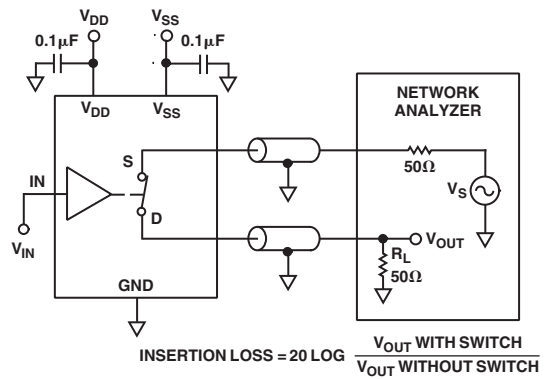 VDD
VSS
0.1µF
0.1µF
VDD
VSS
NETWORK
ANALYZER
S
50Ω
VS
IN
D
VOUT
VIN
RL
50Ω
GND
INSERTION LOSS = 20 LOG VOUT WITH SWITCH
VOUT WITHOUT SWITCH